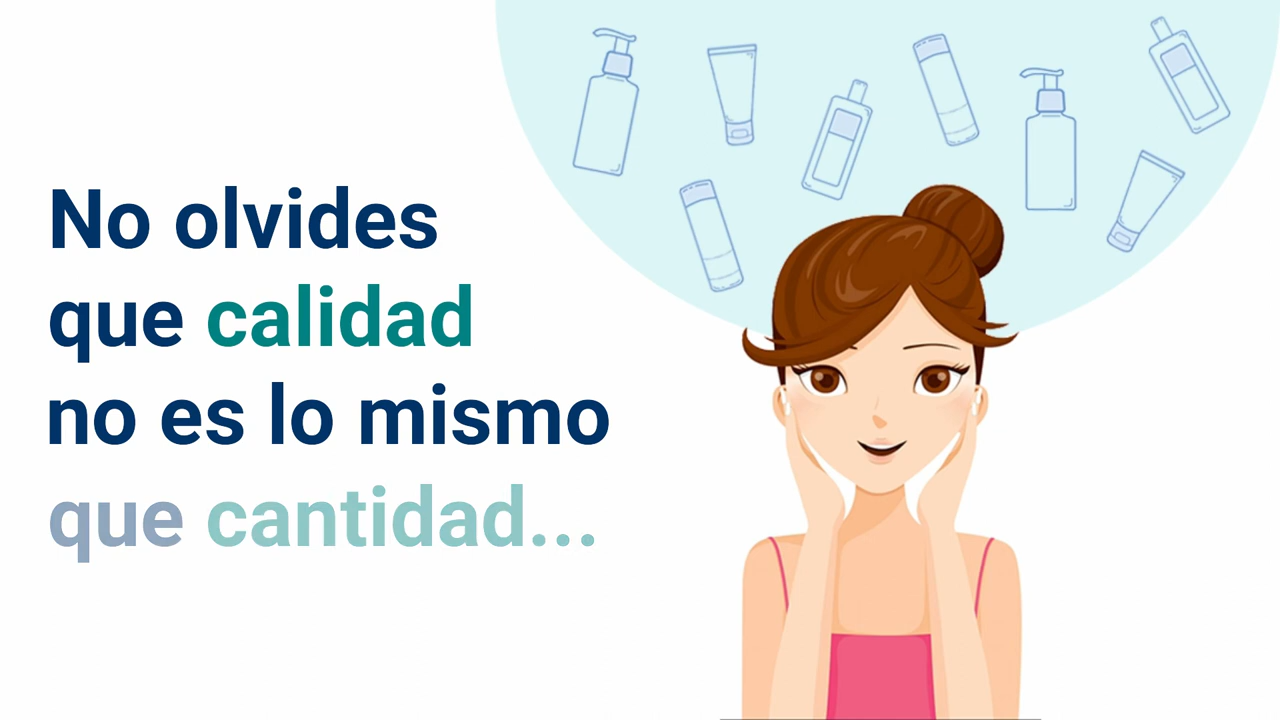 No olvides
que calidad
no es lo mismo
que cantidad...